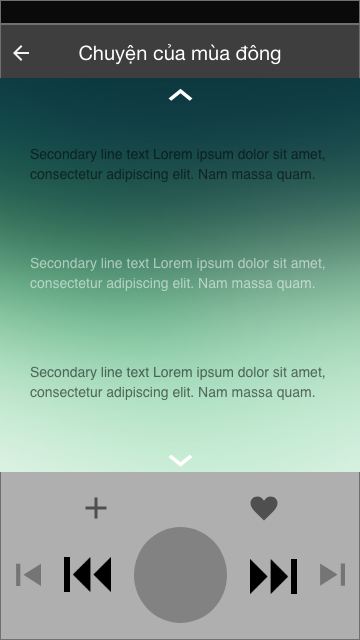 Chuyện của mùa đông
Secondary line text Lorem ipsum dolor sit amet,
consectetur adipiscing elit. Nam massa quam.
Secondary line text Lorem ipsum dolor sit amet,
consectetur adipiscing elit. Nam massa quam.
Secondary line text Lorem ipsum dolor sit amet,
consectetur adipiscing elit. Nam massa quam.